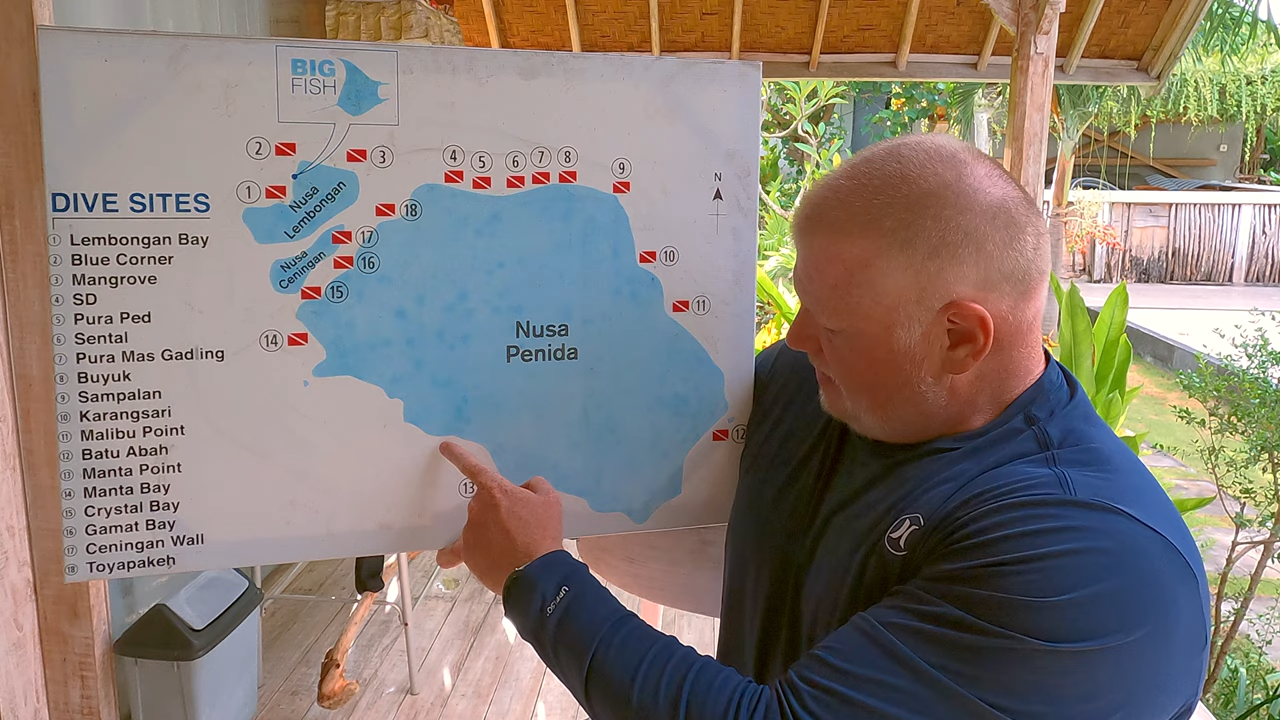 BIG
FISH
2
3
1
Nusa
Lembongan
4
5
6
7
8
9
N
18
17
16
15
14
Nusa
Ceningan
10
11
12
13
Nusa
Penida
DIVE SITES
1 Lembongan Bay
2 Blue Corner
3 Mangrove
4 SD
5 Pura Ped
6 Sental
7 Pura Mas Gading
8 Buyuk
9 Sampalan
10 Karangsari
11 Malibu Point
12 Batu Abah
13 Manta Point
14 Manta Bay
15 Crystal Bay
16 Gamat Bay
17 Ceningan Wall
18 Toyapakeh
UPF50+